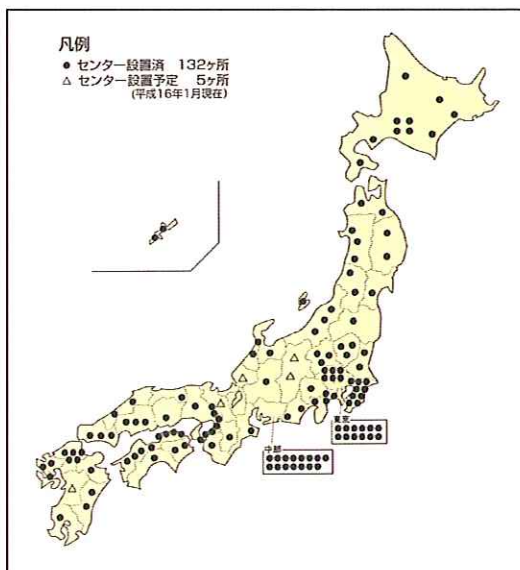 凡例
● センター設置済 132ヶ所
△ センター設置予定 5ヶ所
(平成16年1月現在)
東京
中部